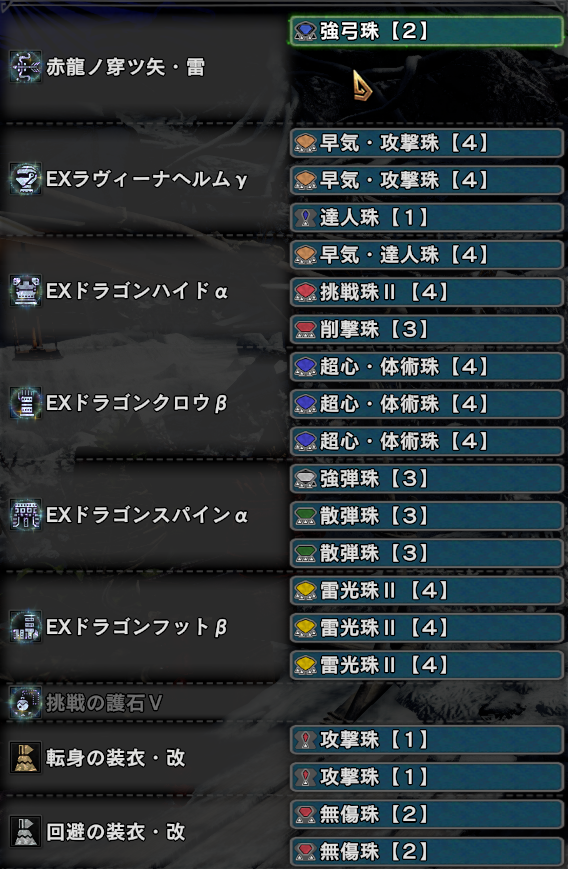 赤龍ノ穿ツ矢・雷
強弓珠【２】
EXラヴィーナヘルムγ
早気・攻撃珠【４】
早気・攻撃珠【４】
達人珠【１】
EXドラゴンハイドα
早気・達人珠【４】
挑戦珠Ⅱ【４】
削撃珠【３】
EXドラゴンクロウβ
超心・体術珠【４】
超心・体術珠【４】
超心・体術珠【４】
EXドラゴンスパインα
強弾珠【３】
散弾珠【３】
散弾珠【３】
EXドラゴンフットβ
雷光珠Ⅱ【４】
雷光珠Ⅱ【４】
雷光珠Ⅱ【４】
挑戦の護石Ⅴ
転身の装衣・改
攻撃珠【１】
攻撃珠【１】
回避の装衣・改
無傷珠【２】
無傷珠【２】